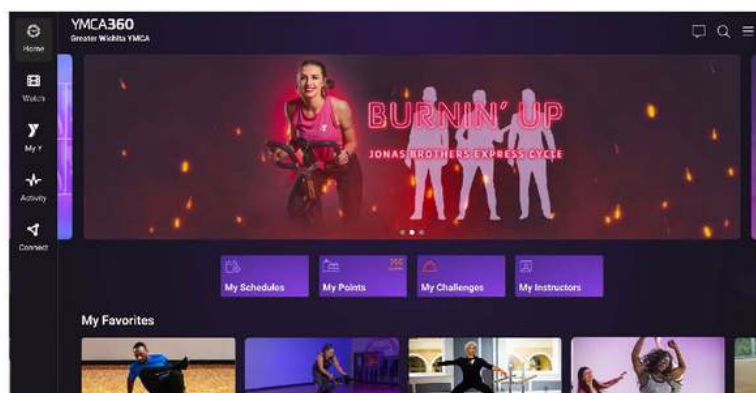 YMCA360
Greater Wichita YMCA
Home
Watch
My Y
Activity
Connect
BURNIN' UP
JONAS BROTHERS EXPRESS CYCLE
My Schedules
My Points
My Challenges
My Instructors
My Favorites